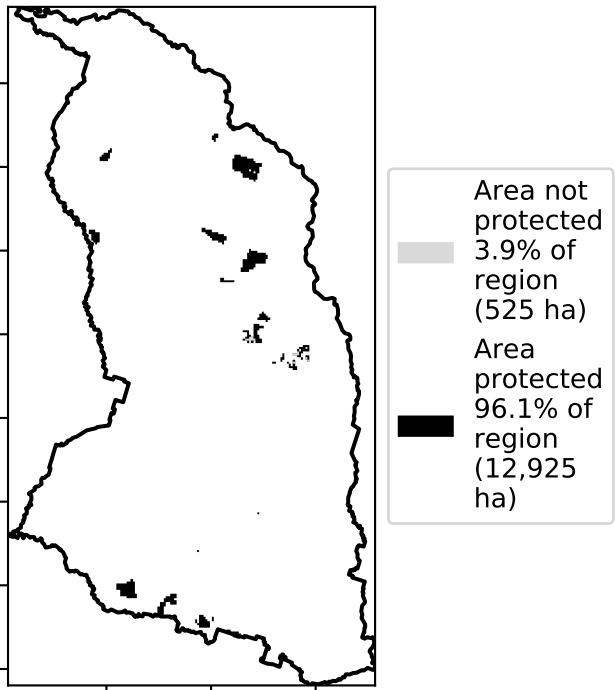 Area not
protected
3.9% of
region
(525 ha)
Area
protected
96.1% of
region
(12,925
ha)